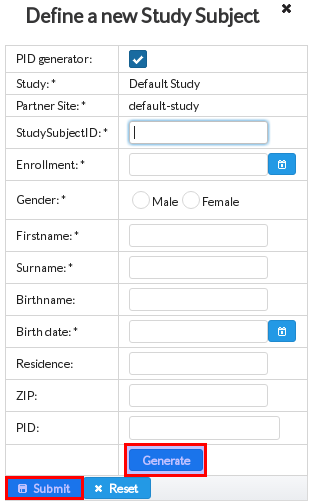 Define a new Study Subject
PID generator:
Study: * Default Study
Partner Site: * default-study
StudySubjectID: *
Enrollment: *
Gender: * Male Female
Firstname: *
Surname: *
Birthname:
Birth date: *
Residence:
ZIP:
PID:
Generate
Submit Reset